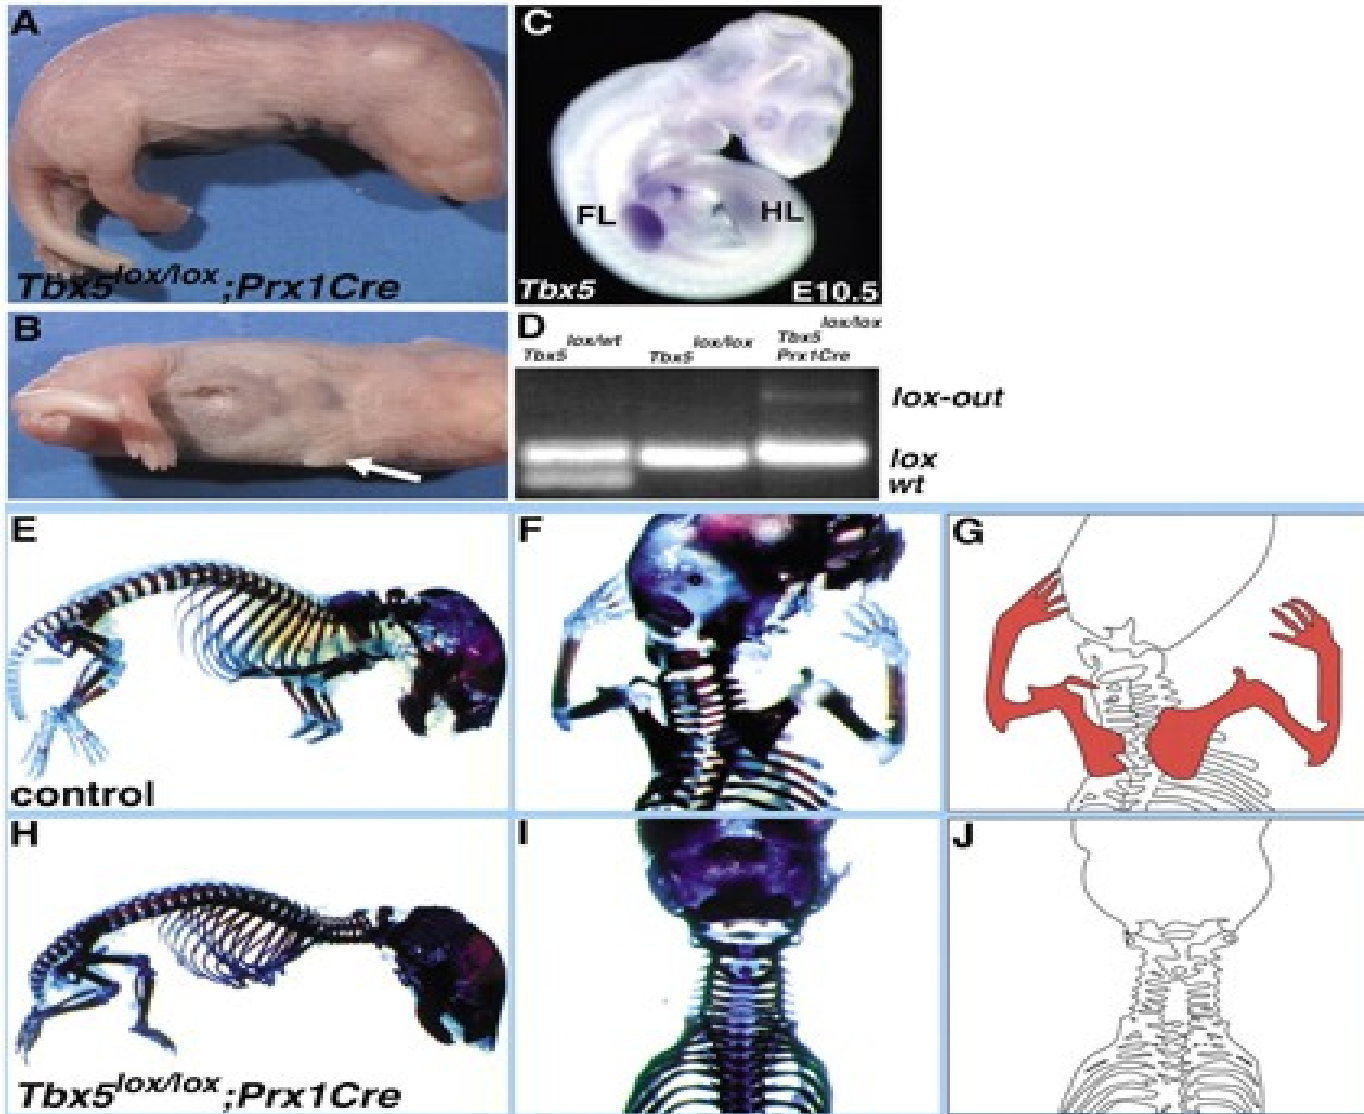 A
Tbx5lox/lox;Prx1Cre
B
C
FL
HL
Tbx5
E10.5
D
Tbx5lox/wt
Tbx5lox/lox
Tbx5lox/lox
Prx1Cre
lox-out
lox
wt
E
control
F
G
H
Tbx5lox/lox;Prx1Cre
I
J